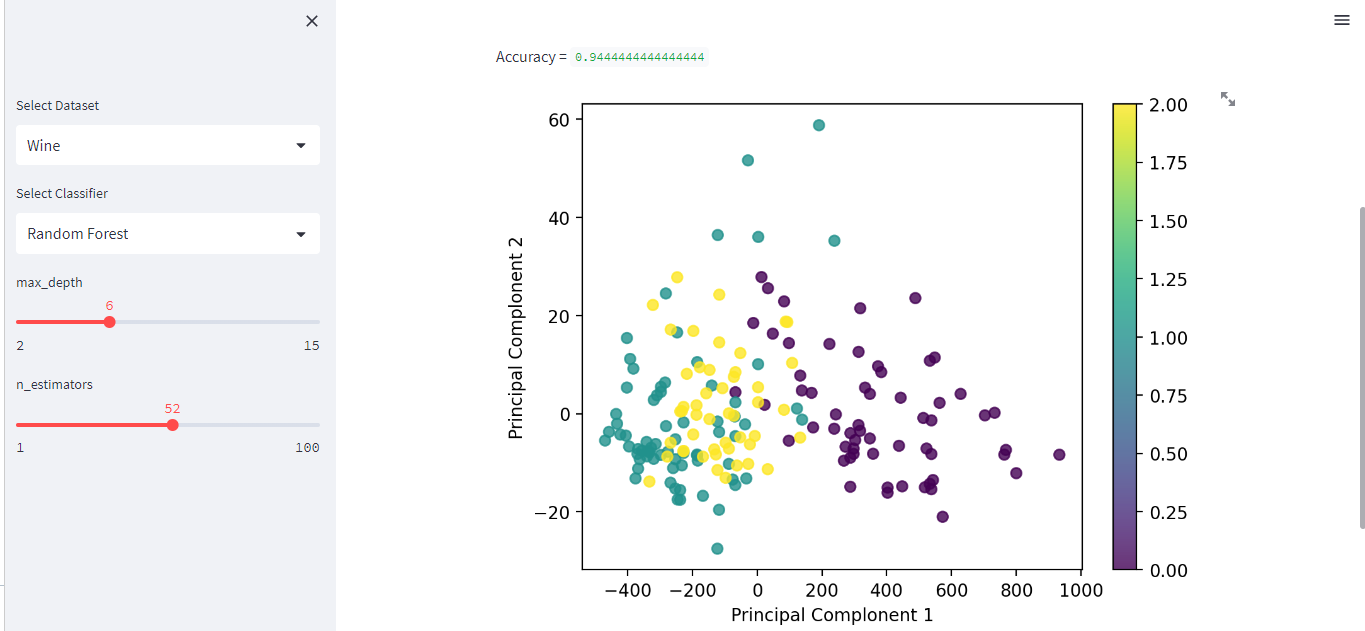 Select Dataset
Wine
Select Classifier
Random Forest
max_depth
6
2 15
n_estimators
52
1 100
Accuracy = 0.9444444444444444
60
40
20
0
−20
Principal Complonent 2
−400 −200 0 200 400 600 800 1000
Principal Complonent 1
2.00
1.75
1.50
1.25
1.00
0.75
0.50
0.25
0.00